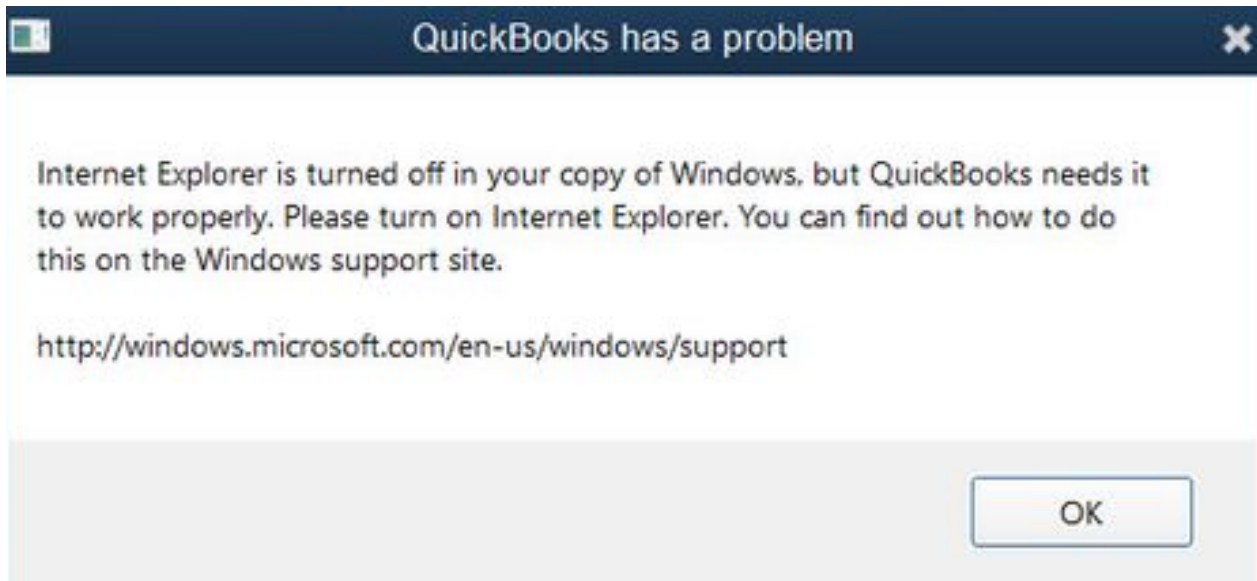 QuickBooks has a problem
Internet Explorer is turned off in your copy of Windows, but QuickBooks needs it
to work properly. Please turn on Internet Explorer. You can find out how to do
this on the Windows support site.
http://windows.microsoft.com/en-us/windows/support
OK